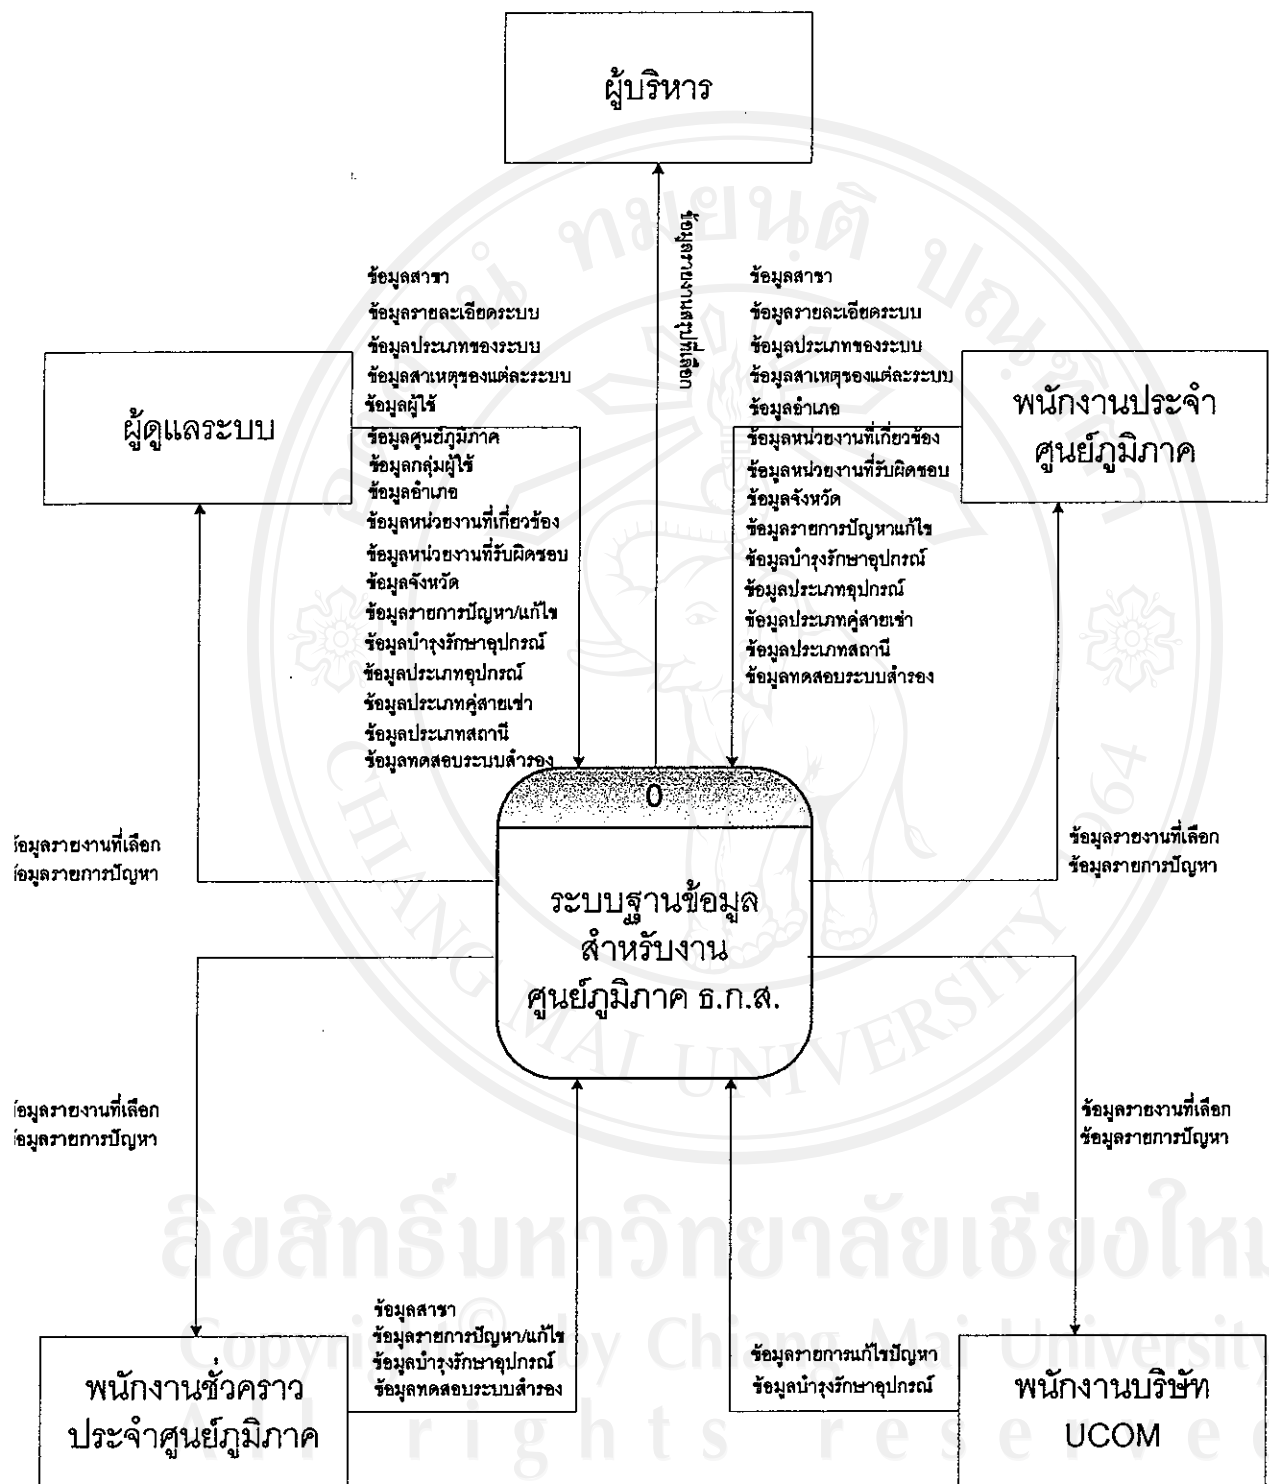 ผู้บริหาร
ข้อมูลรายงานสรุปที่เลือก
ข้อมูลสาขา
ข้อมูลรายละเอียดระบบ
ข้อมูลประเภทของระบบ
ข้อมูลสาเหตุของแต่ละระบบ
ข้อมูลผู้ใช้
ข้อมูลศูนย์ภูมิภาค
ข้อมูลกลุ่มผู้ใช้
ข้อมูลอำเภอ
ข้อมูลหน่วยงานที่เกี่ยวข้อง
ข้อมูลหน่วยงานที่รับผิดชอบ
ข้อมูลจังหวัด
ข้อมูลรายการปัญหา/แก้ไข
ข้อมูลบำรุงรักษาอุปกรณ์
ข้อมูลประเภทอุปกรณ์
ข้อมูลประเภทคู่สายเช่า
ข้อมูลประเภทสถานี
ข้อมูลทดสอบระบบสำรอง
ข้อมูลสาขา
ข้อมูลรายละเอียดระบบ
ข้อมูลประเภทของระบบ
ข้อมูลสาเหตุของแต่ละระบบ
ข้อมูลอำเภอ
ข้อมูลหน่วยงานที่เกี่ยวข้อง
ข้อมูลหน่วยงานที่รับผิดชอบ
ข้อมูลจังหวัด
ข้อมูลรายการปัญหาแก้ไข
ข้อมูลบำรุงรักษาอุปกรณ์
ข้อมูลประเภทอุปกรณ์
ข้อมูลประเภทคู่สายเช่า
ข้อมูลประเภทสถานี
ข้อมูลทดสอบระบบสำรอง
ผู้ดูแลระบบ
พนักงานประจำ
ศูนย์ภูมิภาค
0
ระบบฐานข้อมูล
สำหรับงาน
ศูนย์ภูมิภาค ธ.ก.ส.
ข้อมูลรายงานที่เลือก
ข้อมูลรายการปัญหา
ข้อมูลรายงานที่เลือก
ข้อมูลรายการปัญหา
ข้อมูลรายงานที่เลือก
ข้อมูลรายการปัญหา
ข้อมูลรายงานที่เลือก
ข้อมูลรายการปัญหา
ข้อมูลสาขา
ข้อมูลรายการปัญหา/แก้ไข
ข้อมูลบำรุงรักษาอุปกรณ์
ข้อมูลทดสอบระบบสำรอง
ข้อมูลรายการแก้ไขปัญหา
ข้อมูลบำรุงรักษาอุปกรณ์
พนักงานชั่วคราว
ประจำศูนย์ภูมิภาค
พนักงานบริษัท
UCOM
CHIANG MAI UNIVERSITY 1964
ลิขสิทธิ์มหาวิทยาลัยเชียงใหม่
Copyright© by Chiang Mai University
All rights reserved